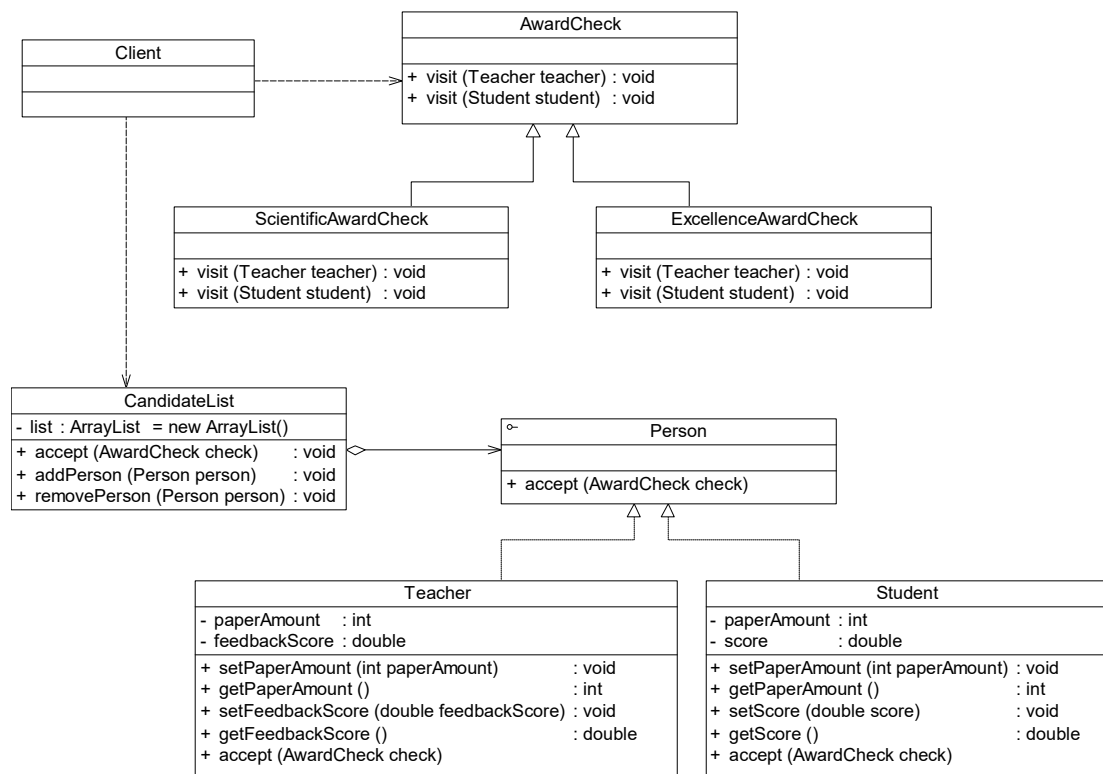 AwardCheck
+ visit (Teacher teacher) : void
+ visit (Student student) : void
Client
ScientificAwardCheck
+ visit (Teacher teacher) : void
+ visit (Student student) : void
ExcellenceAwardCheck
+ visit (Teacher teacher) : void
+ visit (Student student) : void
CandidateList
- list : ArrayList = new ArrayList()
+ accept (AwardCheck check) : void
+ addPerson (Person person) : void
+ removePerson (Person person) : void
Person
+ accept (AwardCheck check)
Teacher
- paperAmount : int
- feedbackScore : double
+ setPaperAmount (int paperAmount) : void
+ getPaperAmount () : int
+ setFeedbackScore (double feedbackScore) : void
+ getFeedbackScore () : double
+ accept (AwardCheck check)
Student
- paperAmount : int
- score : double
+ setPaperAmount (int paperAmount) : void
+ getPaperAmount () : int
+ setScore (double score) : void
+ getScore () : double
+ accept (AwardCheck check)